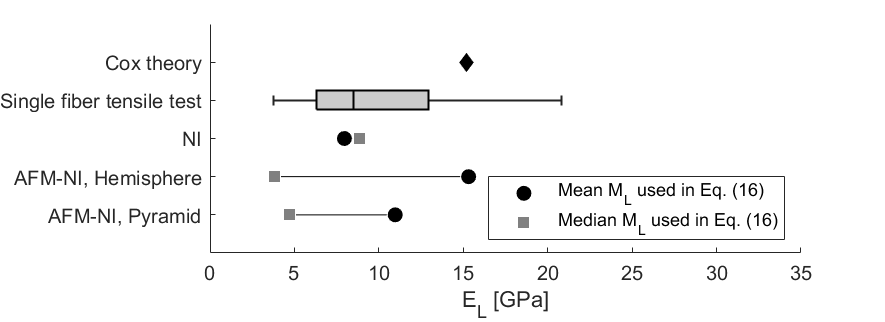 Cox theory
Single fiber tensile test
NI
AFM-NI, Hemisphere
AFM-NI, Pyramid
Mean M_L used in Eq. (16)
Median M_L used in Eq. (16)
0 5 10 15 20 25 30 35
E_L [GPa]